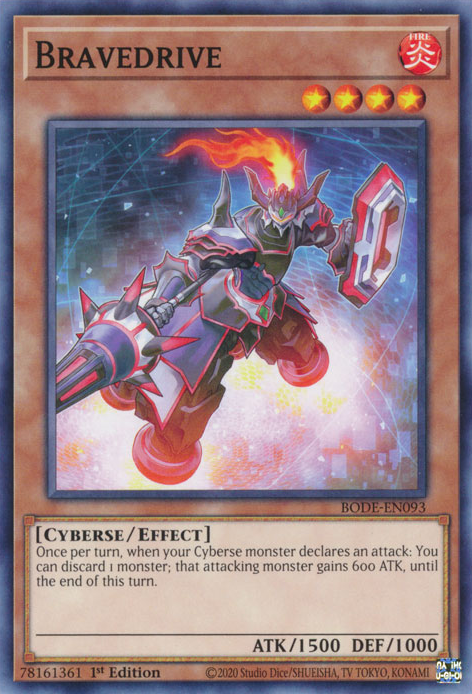 BRAVEDRIVE
FIRE
炎
BODE-EN093
[CYBERSE/EFFECT]
Once per turn, when your Cyberse monster declares an attack: You
can discard 1 monster; that attacking monster gains 600 ATK, until
the end of this turn.
ATK/1500 DEF/1000
78161361 1st Edition ©2020 Studio Dice/SHUEISHA, TV TOKYO, KONAMI